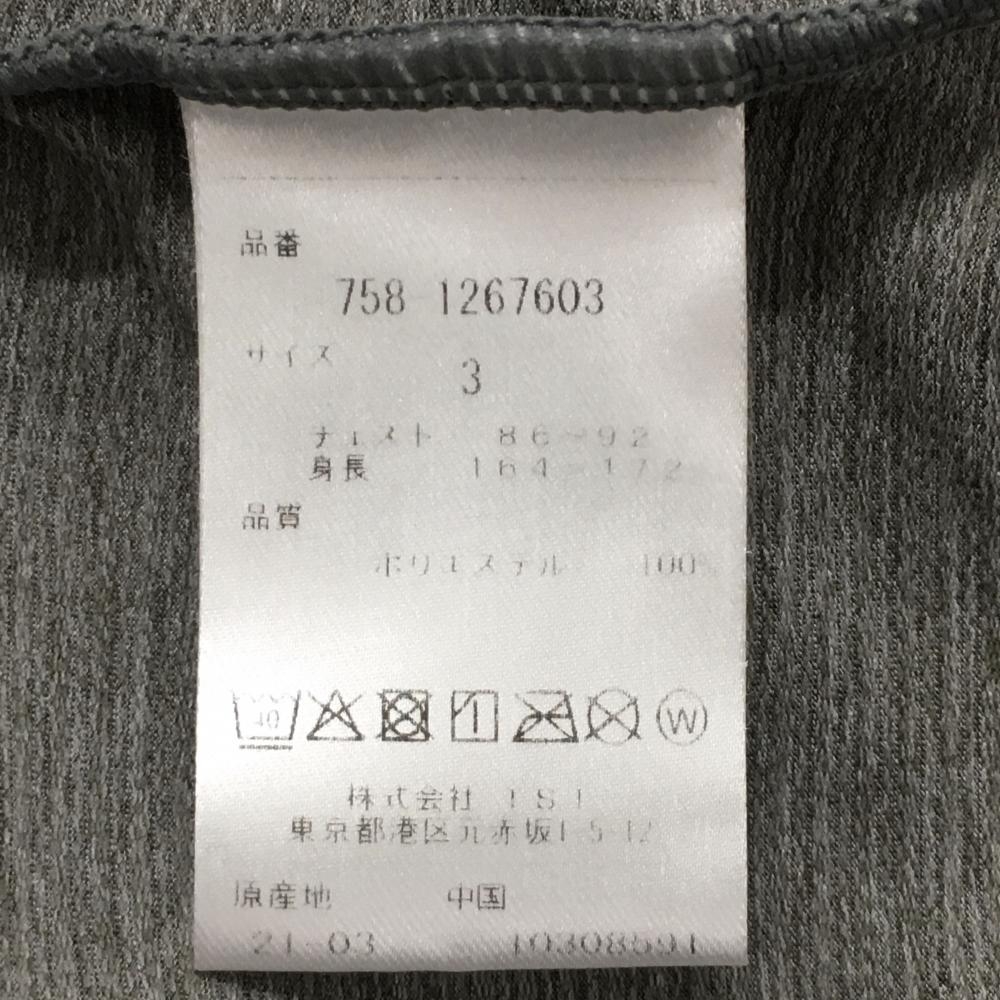 品番
758 1267603
サイズ
3
チェスト 86~92
身長 164~172
品質
ポリエステル 100%
40
W
株式会社 TSI
東京都港区元赤坂1-5-12
原産地 中国
21-03 10308591